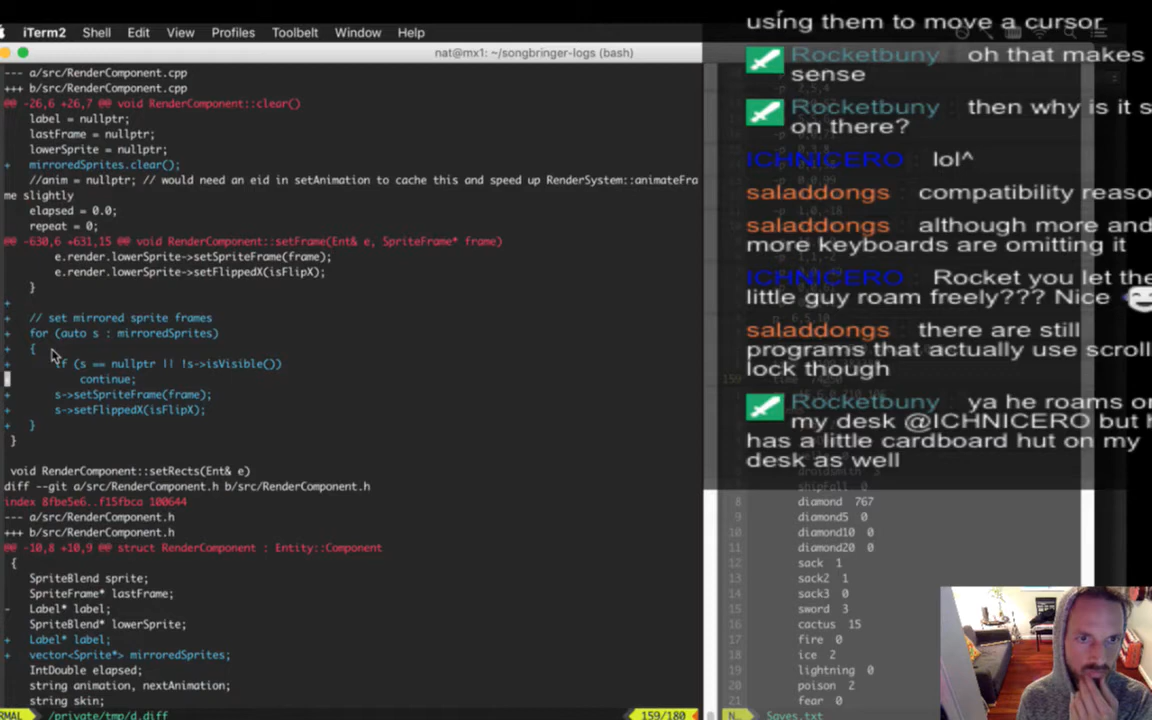 using them to move a cursor
iTerm2 Shell Edit View Profiles Toolbelt Window Help
nat@mx1: ~/songbringer-logs (bash)
--- a/src/RenderComponent.cpp
+++ b/src/RenderComponent.cpp
@@ -26,6 +26,7 @@ void RenderComponent::clear()
label = nullptr;
lastFrame = nullptr;
lowerSprite = nullptr;
+ mirroredSprites.clear();
//anim = nullptr; // would need an eid in setAnimation to cache this and speed up RenderSystem::animateFra
me slightly
elapsed = 0.0;
repeat = 0;
@@ -630,6 +631,15 @@ void RenderComponent::setFrame(Ent& e, SpriteFrame* frame)
e.render.lowerSprite->setSpriteFrame(frame);
e.render.lowerSprite->setFlippedX(isFlipX);
}
+
+ // set mirrored sprite frames
+ for (auto s : mirroredSprites)
+ {
+ if (s == nullptr || !s->isVisible())
continue;
+ s->setSpriteFrame(frame);
+ s->setFlippedX(isFlipX);
+ }
}
void RenderComponent::setRects(Ent& e)
diff --git a/src/RenderComponent.h b/src/RenderComponent.h
index 8fbe5e6..f15fbca 100644
--- a/src/RenderComponent.h
+++ b/src/RenderComponent.h
@@ -10,8 +10,9 @@ struct RenderComponent : Entity::Component
{
SpriteBlend sprite;
SpriteFrame* lastFrame;
- Label* label;
SpriteBlend* lowerSprite;
+ Label* label;
+ vector<Sprite*> mirroredSprites;
IntDouble elapsed;
string animation, nextAnimation;
string skin;
RMAL /private/tmp/d.diff 159/180
Rocketbuny oh that makes
sense
Rocketbuny then why is it s
on there?
ICHNICERO lol^
saladdongs compatibility reaso
saladdongs although more and
more keyboards are omitting it
ICHNICERO Rocket you let the
little guy roam freely??? Nice
saladdongs there are still
programs that actually use scroll
lock though
Rocketbuny ya he roams on
my desk @ICHNICERO but h
has a little cardboard hut on my
desk as well
159
shipFall 0
8 diamond 767
9 diamond5 0
10 diamond10 0
11 diamond20 0
12 sack 1
13 sack2 1
14 sack3 0
15 sword 3
16 cactus 15
17 fire 0
18 ice 2
19 lightning 0
20 poison 2
21 fear 0
N… Saves.txt